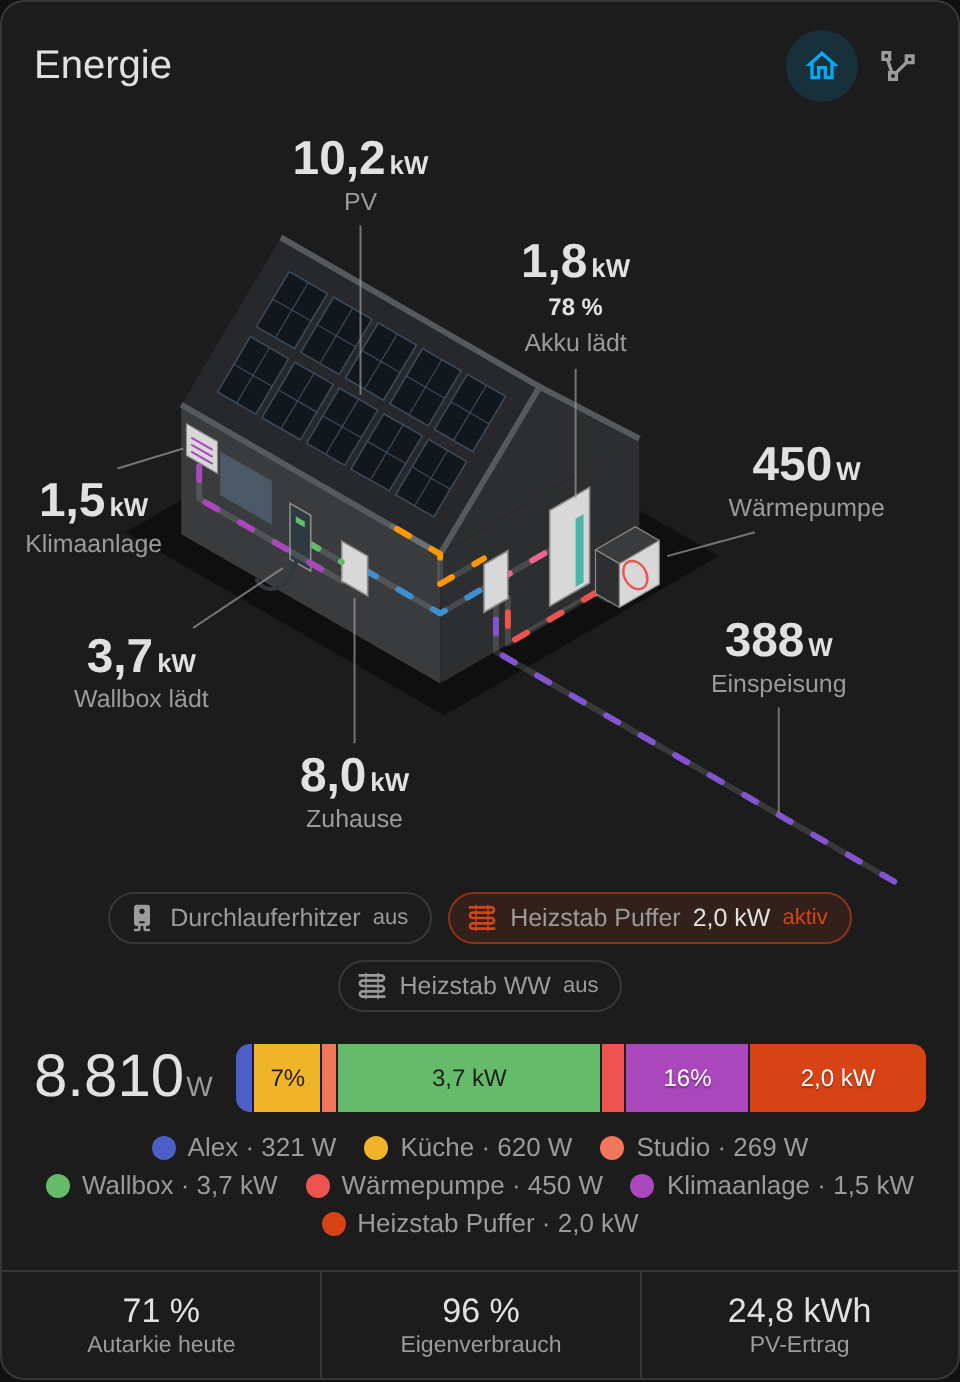 Energie
10,2 kW
PV
1,8 kW
78 %
Akku lädt
450 W
Wärmepumpe
1,5 kW
Klimaanlage
388 W
Einspeisung
3,7 kW
Wallbox lädt
8,0 kW
Zuhause
Durchlauferhitzer aus
Heizstab Puffer 2,0 kW aktiv
Heizstab WW aus
8.810 W
7% 3,7 kW 16% 2,0 kW
Alex · 321 W Küche · 620 W Studio · 269 W
Wallbox · 3,7 kW Wärmepumpe · 450 W Klimaanlage · 1,5 kW
Heizstab Puffer · 2,0 kW
71 % 96 % 24,8 kWh
Autarkie heute Eigenverbrauch PV-Ertrag